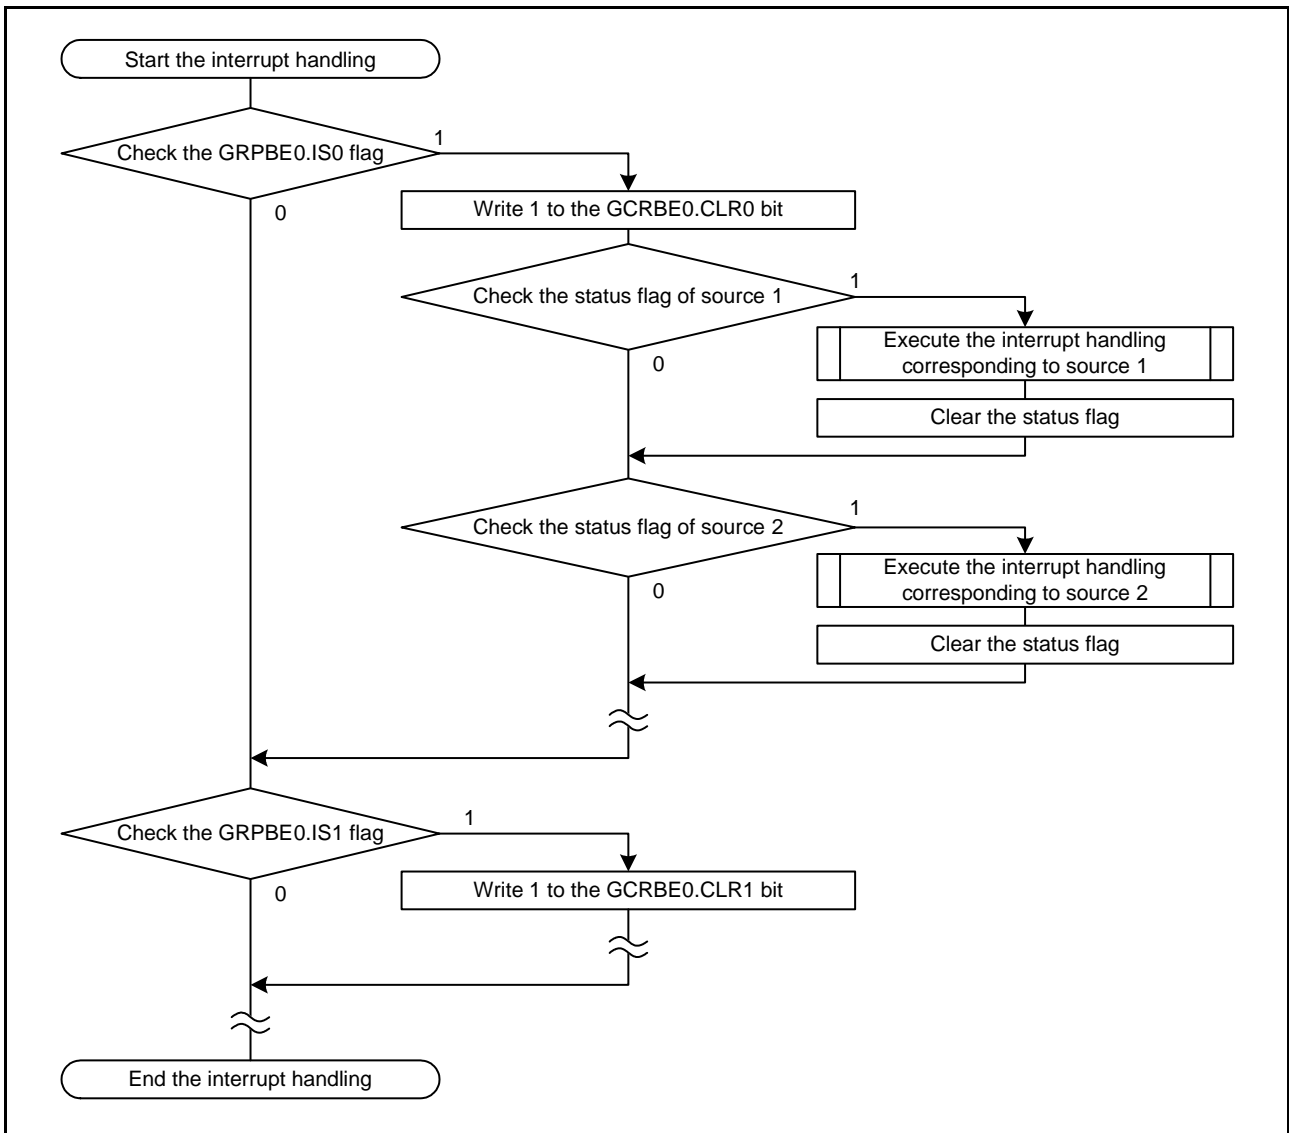 Start the interrupt handling
Check the GRPBE0.IS0 flag
1
0
Write 1 to the GCRBE0.CLR0 bit
Check the status flag of source 1
1
0
Execute the interrupt handling
corresponding to source 1
Clear the status flag
Check the status flag of source 2
1
0
Execute the interrupt handling
corresponding to source 2
Clear the status flag
Check the GRPBE0.IS1 flag
1
0
Write 1 to the GCRBE0.CLR1 bit
End the interrupt handling